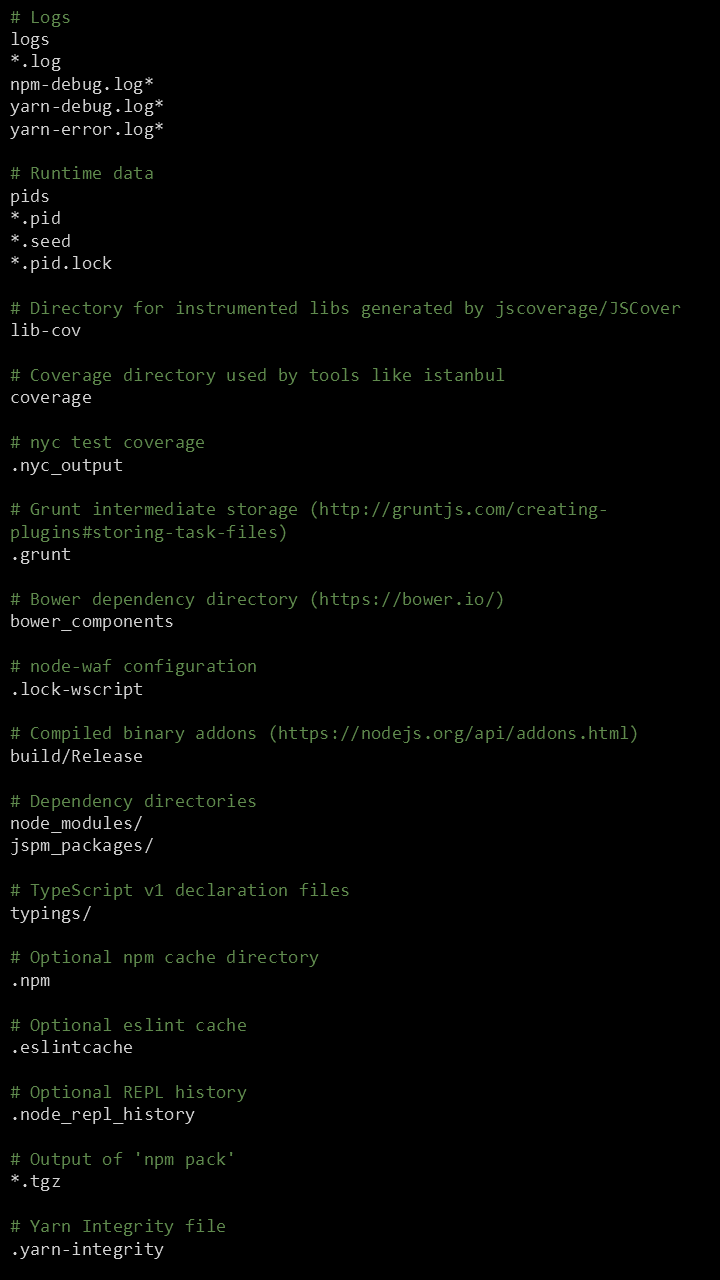 # Logs
logs
*.log
npm-debug.log*
yarn-debug.log*
yarn-error.log*

# Runtime data
pids
*.pid
*.seed
*.pid.lock

# Directory for instrumented libs generated by jscoverage/JSCover
lib-cov

# Coverage directory used by tools like istanbul
coverage

# nyc test coverage
.nyc_output

# Grunt intermediate storage (http://gruntjs.com/creating-
plugins#storing-task-files)
.grunt

# Bower dependency directory (https://bower.io/)
bower_components

# node-waf configuration
.lock-wscript

# Compiled binary addons (https://nodejs.org/api/addons.html)
build/Release

# Dependency directories
node_modules/
jspm_packages/

# TypeScript v1 declaration files
typings/

# Optional npm cache directory
.npm

# Optional eslint cache
.eslintcache

# Optional REPL history
.node_repl_history

# Output of 'npm pack'
*.tgz

# Yarn Integrity file
.yarn-integrity